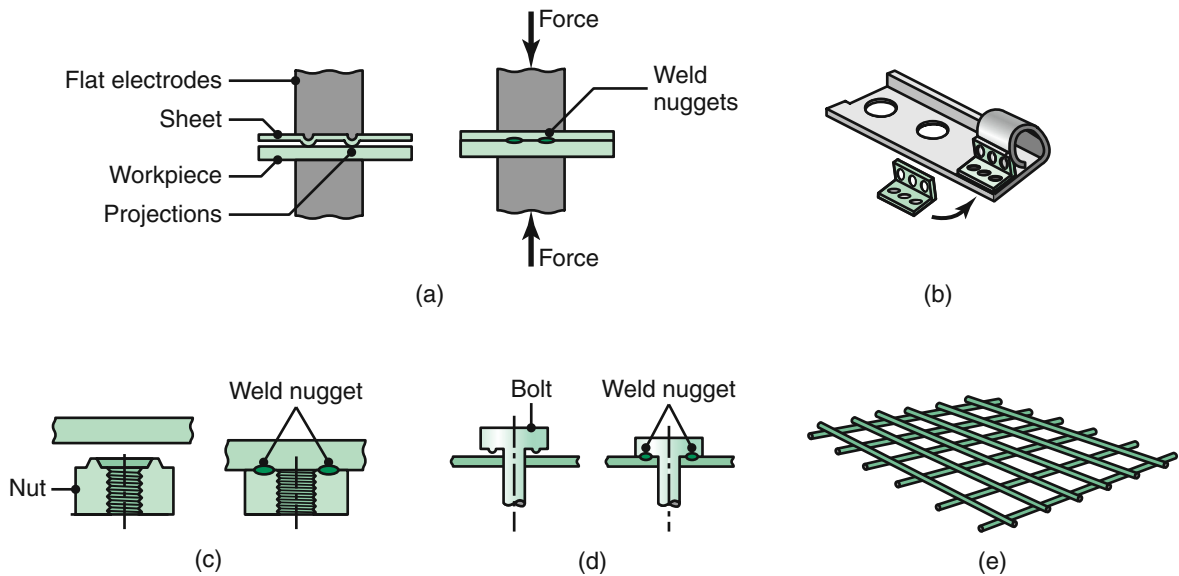 Force
Flat electrodes
Sheet
Workpiece
Projections
Weld
nuggets
Force
(a)
(b)
Nut
Weld nugget
(c)
Bolt
Weld nugget
(d)
(e)